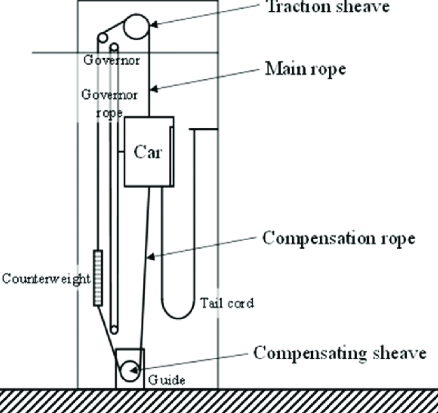 Traction sheave
Governor
Main rope
Governor
rope
Car
Compensation rope
Counterweight
Tail cord
Compensating sheave
Guide